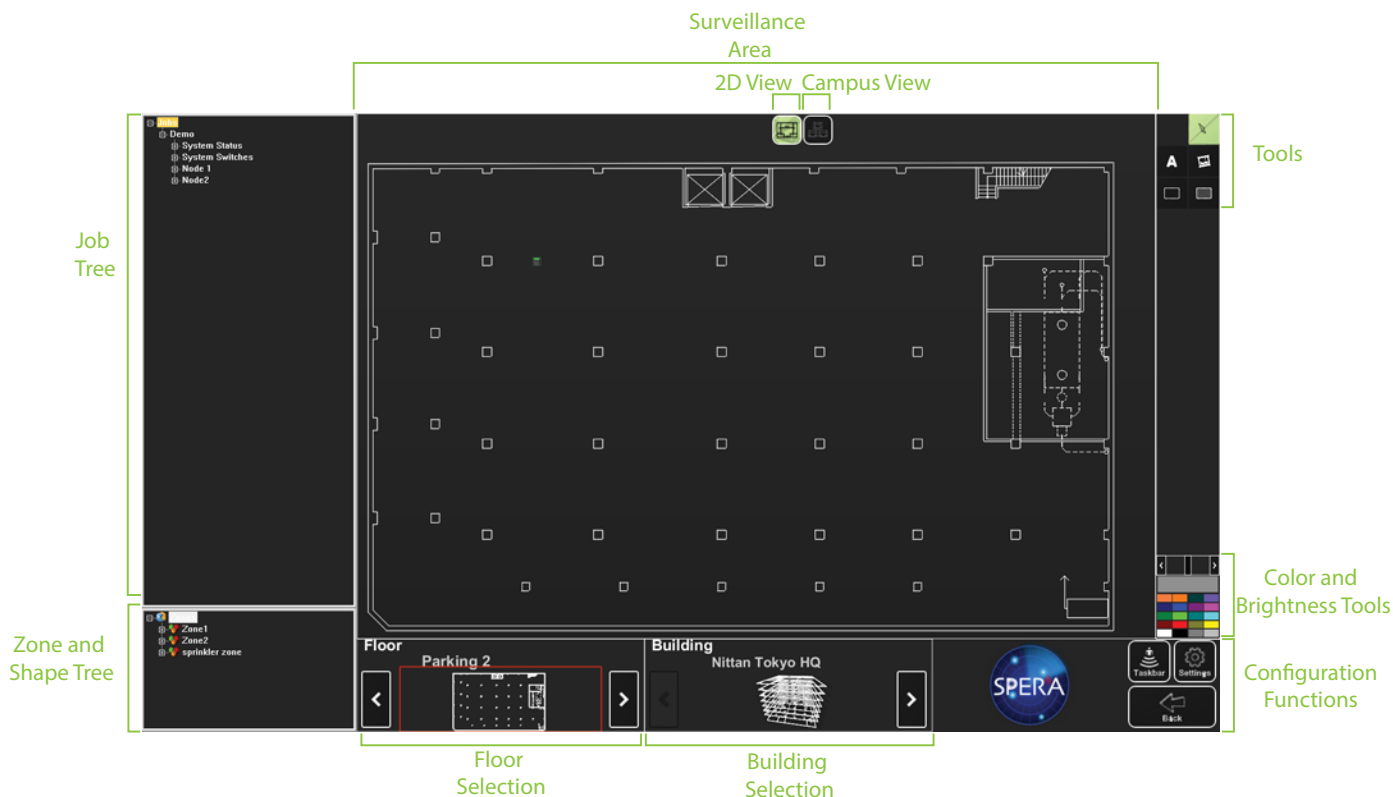 Surveillance
Area
2D View Campus View
Jobs
Demo
System Status
System Switches
Node 1
Node2
A
Tools
Job
Tree
Color and
Brightness Tools
Zone and
Shape Tree
Zone1
Zone2
sprinkler zone
Floor
Parking 2
Building
Nittan Tokyo HQ
SPERA
Taskbar
Settings
Back
Configuration
Functions
Floor
Selection
Building
Selection